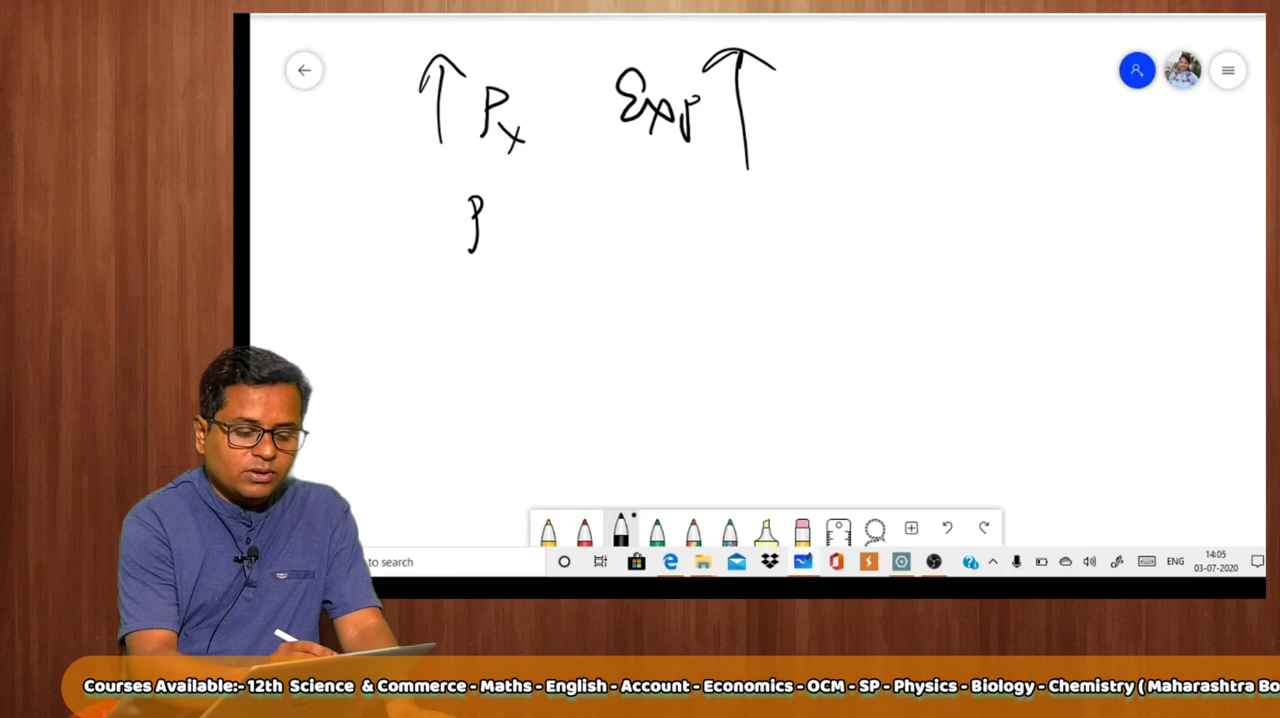 ↑ Px Exp ↑
P
to search
ENG
14:05
03-07-2020
Courses Available:- 12th Science & Commerce - Maths - English - Account - Economics - OCM - SP - Physics - Biology - Chemistry ( Maharashtra Bo